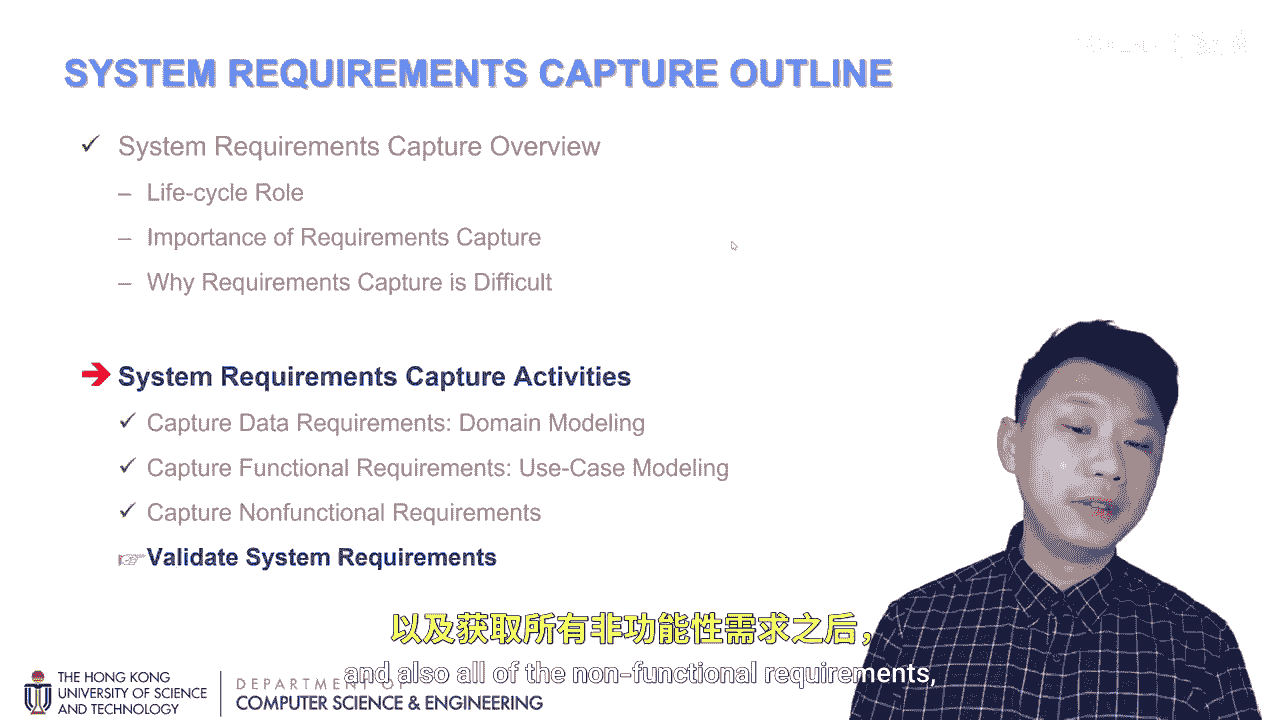 SYSTEM REQUIREMENTS CAPTURE OUTLINE
✓ System Requirements Capture Overview
– Life-cycle Role
– Importance of Requirements Capture
– Why Requirements Capture is Difficult
➔ System Requirements Capture Activities
✓ Capture Data Requirements: Domain Modeling
✓ Capture Functional Requirements: Use-Case Modeling
✓ Capture Nonfunctional Requirements
☞ Validate System Requirements
以及获取所有非功能性需求之后，
and also all of the non-functional requirements,
THE HONG KONG
UNIVERSITY OF SCIENCE
AND TECHNOLOGY
DEPARTMENT OF
COMPUTER SCIENCE & ENGINEERING